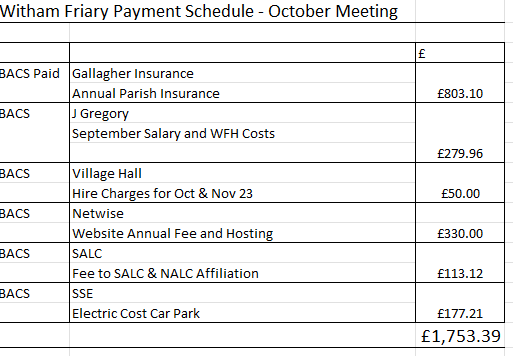 Witham Friary Payment Schedule - October Meeting
£
BACS Paid Gallagher Insurance
Annual Parish Insurance £803.10
BACS J Gregory
September Salary and WFH Costs
£279.96
BACS Village Hall
Hire Charges for Oct & Nov 23 £50.00
BACS Netwise
Website Annual Fee and Hosting £330.00
BACS SALC
Fee to SALC & NALC Affiliation £113.12
BACS SSE
Electric Cost Car Park £177.21
£1,753.39